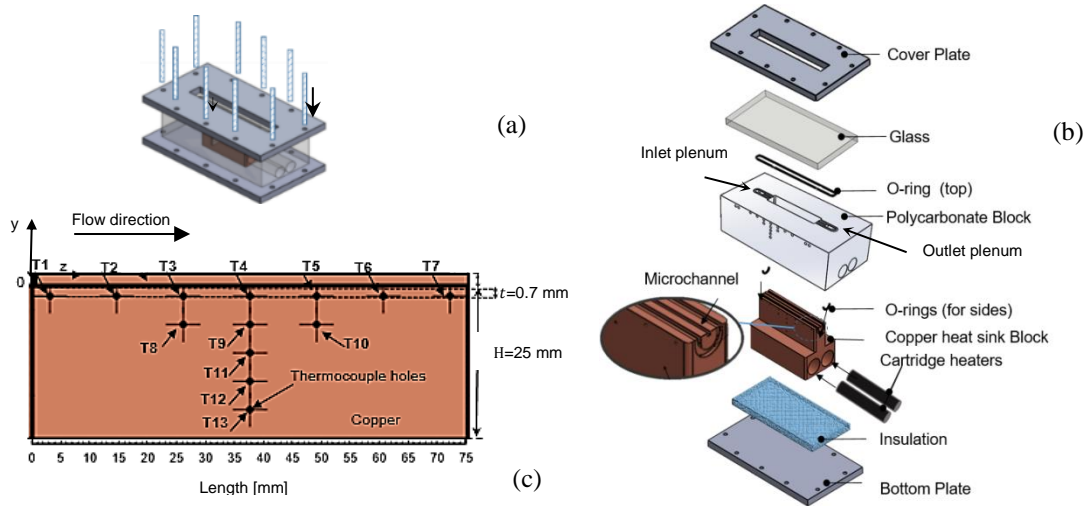 (a)
(b)
Cover Plate
Glass
Inlet plenum
O-ring (top)
Polycarbonate Block
Outlet plenum
Microchannel
O-rings (for sides)
Copper heat sink Block
Cartridge heaters
Insulation
Bottom Plate
y
Flow direction
T1 z T2 T3 T4 T5 T6 T7
0
t=0.7 mm
T8 T9 T10
H=25 mm
T11
T12 Thermocouple holes
T13 Copper
0 5 10 15 20 25 30 35 40 45 50 55 60 65 70 75
Length [mm]
(c)